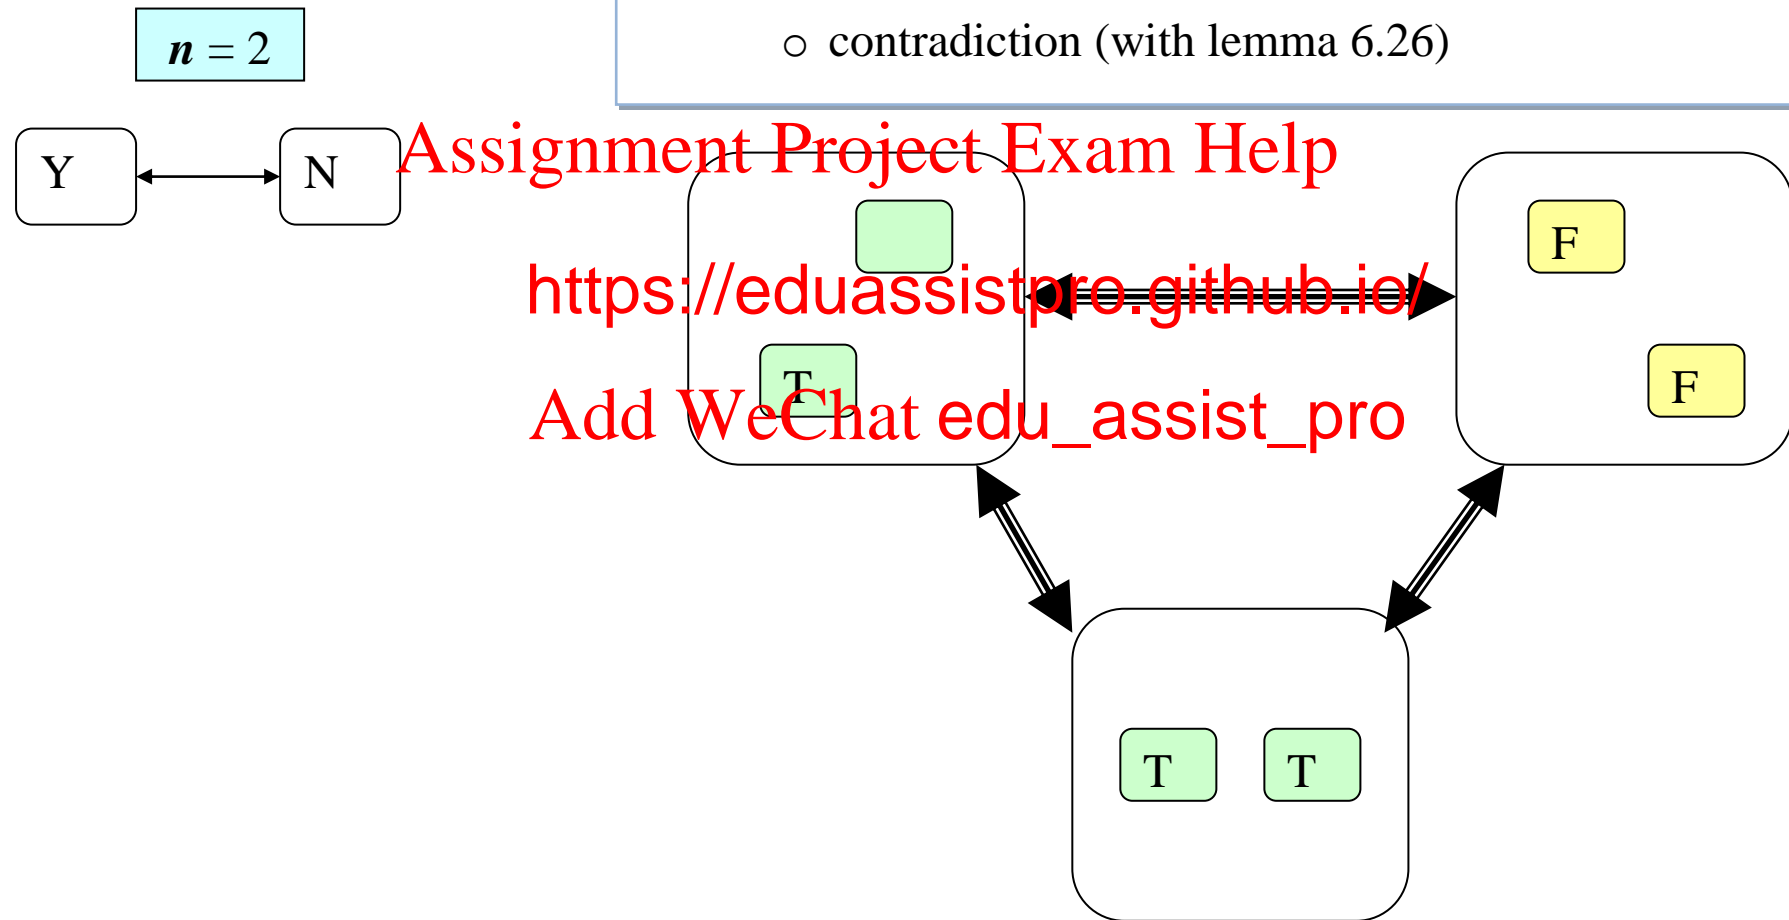 contradiction (with lemma 6.26)
n = 2
Y
N
Assignment Project Exam Help
F
https://eduassistpro.github.io/
T
F
Add WeChat edu_assist_pro
T
T